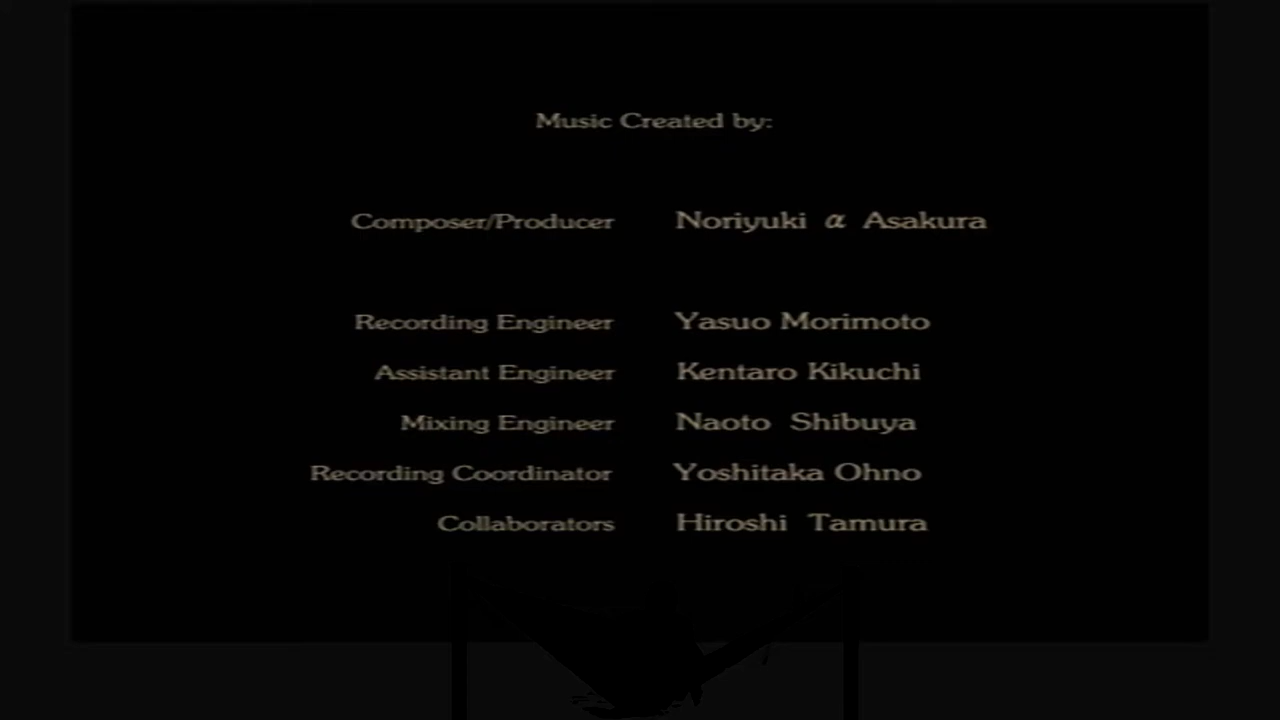 Music Created by:
Composer/Producer Noriyuki α Asakura
Recording Engineer Yasuo Morimoto
Assistant Engineer Kentaro Kikuchi
Mixing Engineer Naoto Shibuya
Recording Coordinator Yoshitaka Ohno
Collaborators Hiroshi Tamura